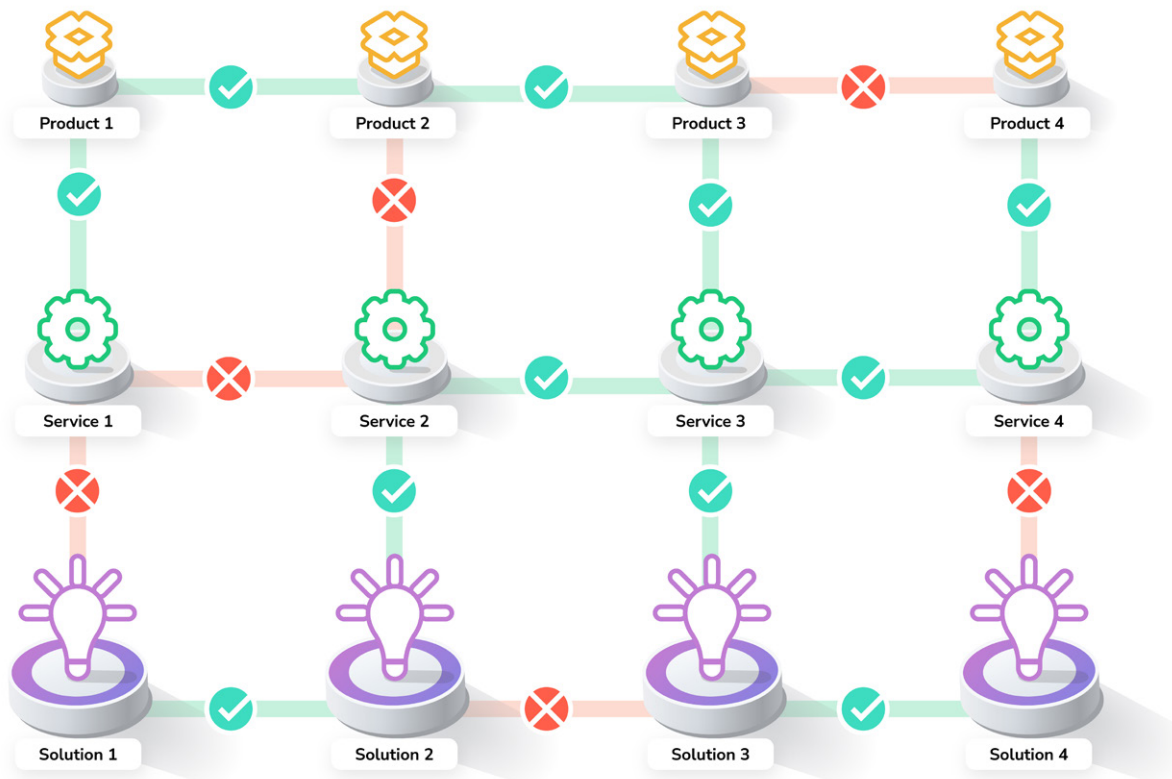 Product 1
Product 2
Product 3
Product 4
Service 1
Service 2
Service 3
Service 4
Solution 1
Solution 2
Solution 3
Solution 4